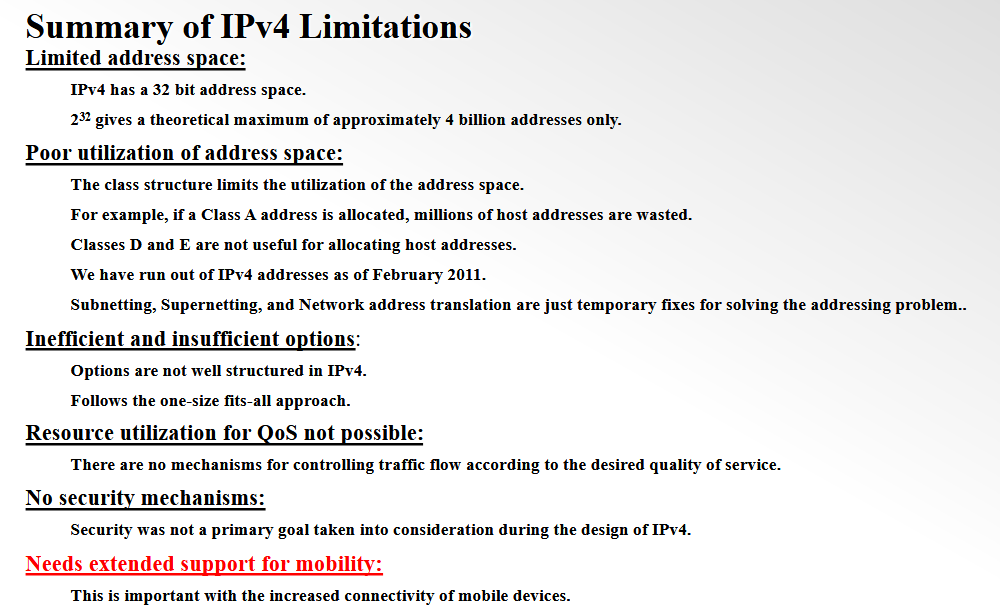 Summary of IPv4 Limitations
Limited address space:
IPv4 has a 32 bit address space.
2³² gives a theoretical maximum of approximately 4 billion addresses only.
Poor utilization of address space:
The class structure limits the utilization of the address space.
For example, if a Class A address is allocated, millions of host addresses are wasted.
Classes D and E are not useful for allocating host addresses.
We have run out of IPv4 addresses as of February 2011.
Subnetting, Supernetting, and Network address translation are just temporary fixes for solving the addressing problem..
Inefficient and insufficient options:
Options are not well structured in IPv4.
Follows the one-size fits-all approach.
Resource utilization for QoS not possible:
There are no mechanisms for controlling traffic flow according to the desired quality of service.
No security mechanisms:
Security was not a primary goal taken into consideration during the design of IPv4.
Needs extended support for mobility:
This is important with the increased connectivity of mobile devices.